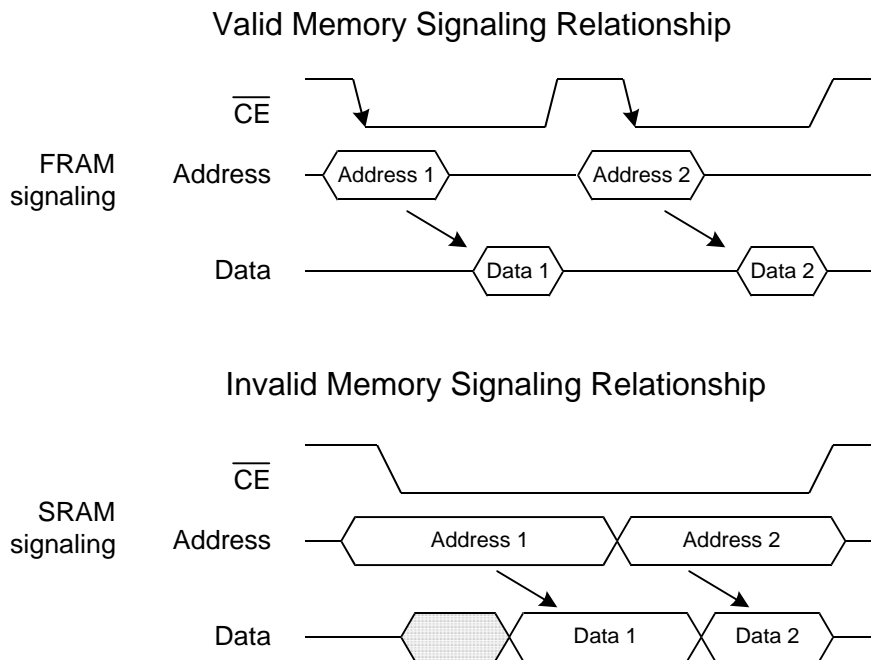 Valid Memory Signaling Relationship
CE
FRAM
signaling
Address
Address 1
Address 2
Data
Data 1
Data 2
Invalid Memory Signaling Relationship
CE
SRAM
signaling
Address
Address 1
Address 2
Data
Data 1
Data 2